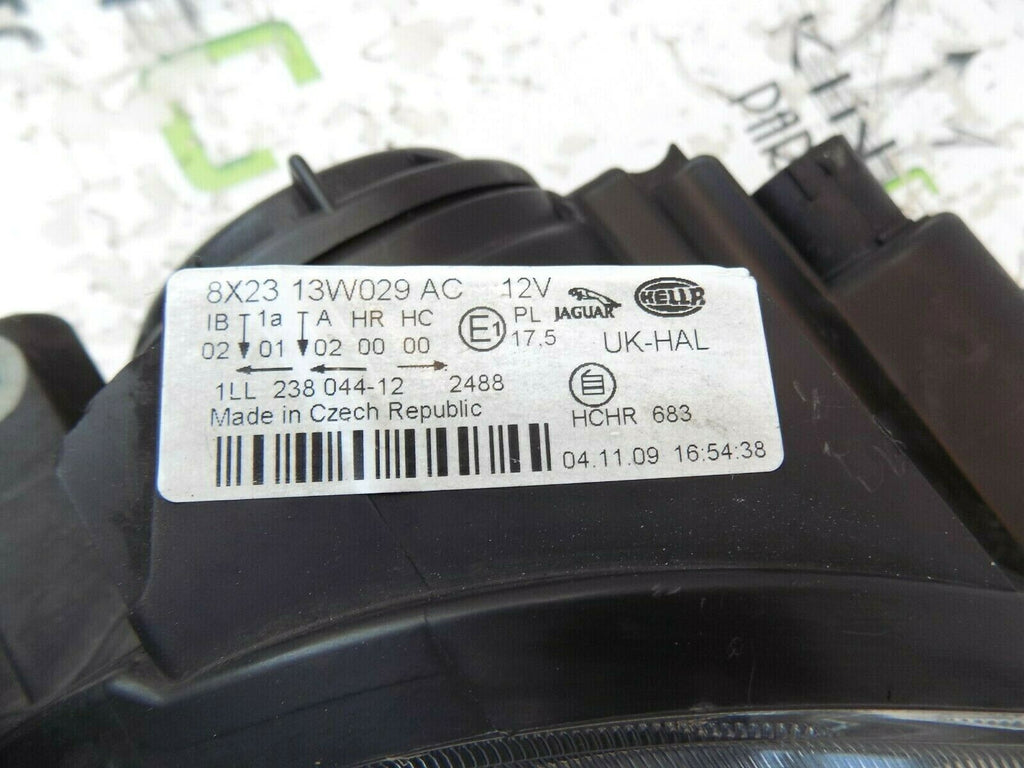 8X23 13W029 AC 12V
HELLA
JAGUAR
IB 1a A HR HC E1 PL
02 01 02 00 00 17.5
UK-HAL
1LL 238 044-12 2488
Made in Czech Republic
HCHR 683
04.11.09 16:54:38
PAR